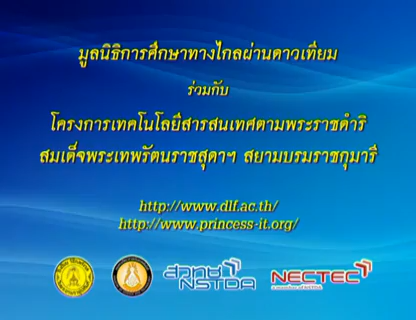 มูลนิธิการศึกษาทางไกลผ่านดาวเทียม
ร่วมกับ
โครงการเทคโนโลยีสารสนเทศตามพระราชดำริ
สมเด็จพระเทพรัตนราชสุดาฯ สยามบรมราชกุมารี
http://www.dlf.ac.th/
http://www.princess-it.org/
สวทช
NSTDA
NECTEC
a member of NSTDA